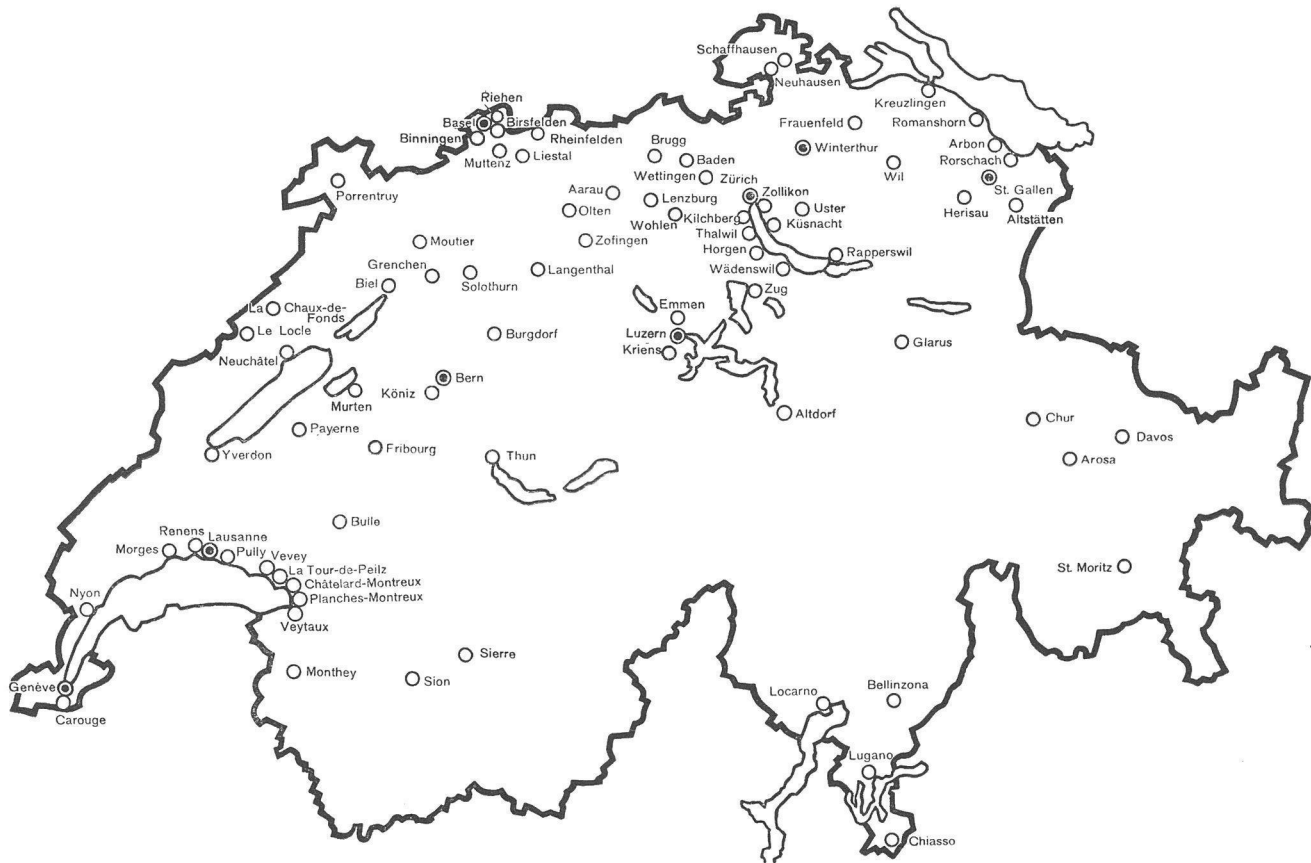 Schaffhausen
Neuhausen
Kreuzlingen
Riehen
Basel
Birsfelden
Binningen
Rheinfelden
Muttenz
Liestal
Frauenfeld
Romanshorn
Brugg
Winterthur
Arbon
Baden
Rorschach
Wettingen
Wil
Porrentruy
Zürich
St. Gallen
Aarau
Zollikon
Lenzburg
Herisau
Altstätten
Olten
Wohlen
Kilchberg
Uster
Küsnacht
Thalwil
Moutier
Zofingen
Horgen
Rapperswil
Grenchen
Langenthal
Wädenswil
Biel
Solothurn
Zug
La Chaux-de-
Fonds
Emmen
Le Locle
Burgdorf
Luzern
Glarus
Neuchâtel
Kriens
Bern
Köniz
Murten
Altdorf
Chur
Payerne
Davos
Fribourg
Yverdon
Thun
Arosa
Bulle
Renens
Lausanne
Morges
Pully
Vevey
La Tour-de-Peilz
St. Moritz
Châtelard-Montreux
Nyon
Planches-Montreux
Veytaux
Sierre
Monthey
Sion
Genève
Locarno
Bellinzona
Carouge
Lugano
Chiasso